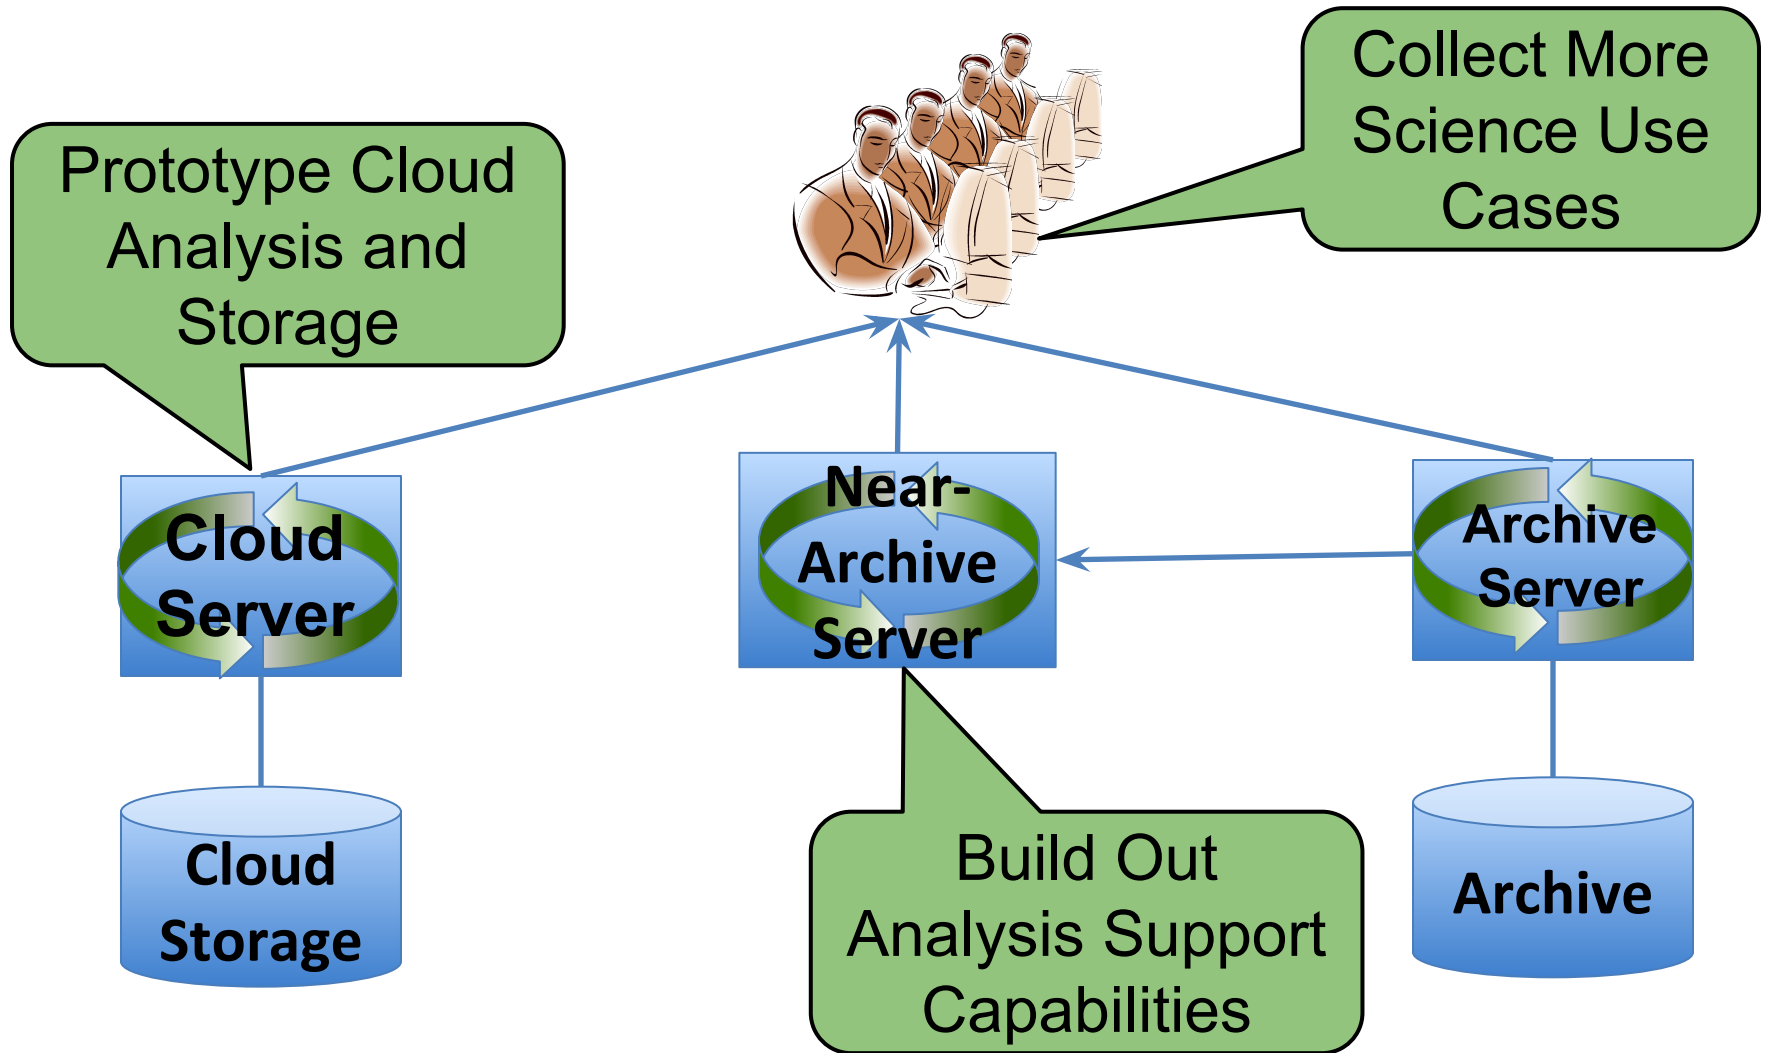 Collect More
Science Use
Cases
Prototype Cloud
Analysis and
Storage
Cloud
Server
Near-
Archive
Server
Archive
Server
Cloud
Storage
Build Out
Analysis Support
Capabilities
Archive